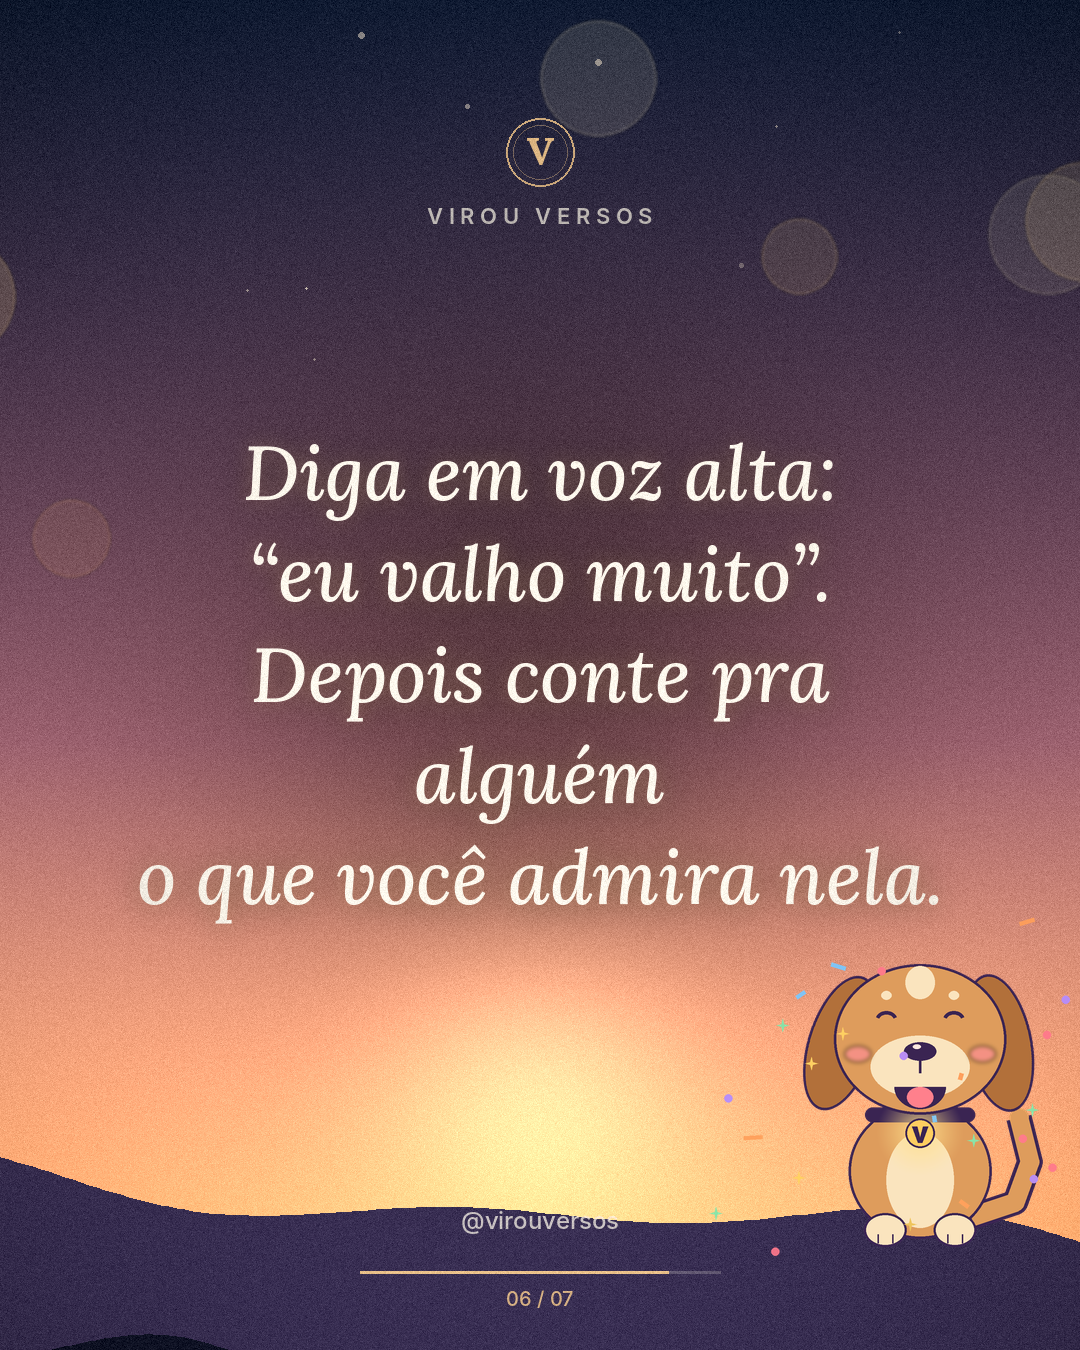 V
VIROU VERSOS
Diga em voz alta:
“eu valho muito”.
Depois conte pra
alguém
o que você admira nela.
V
@virouversos
06 / 07